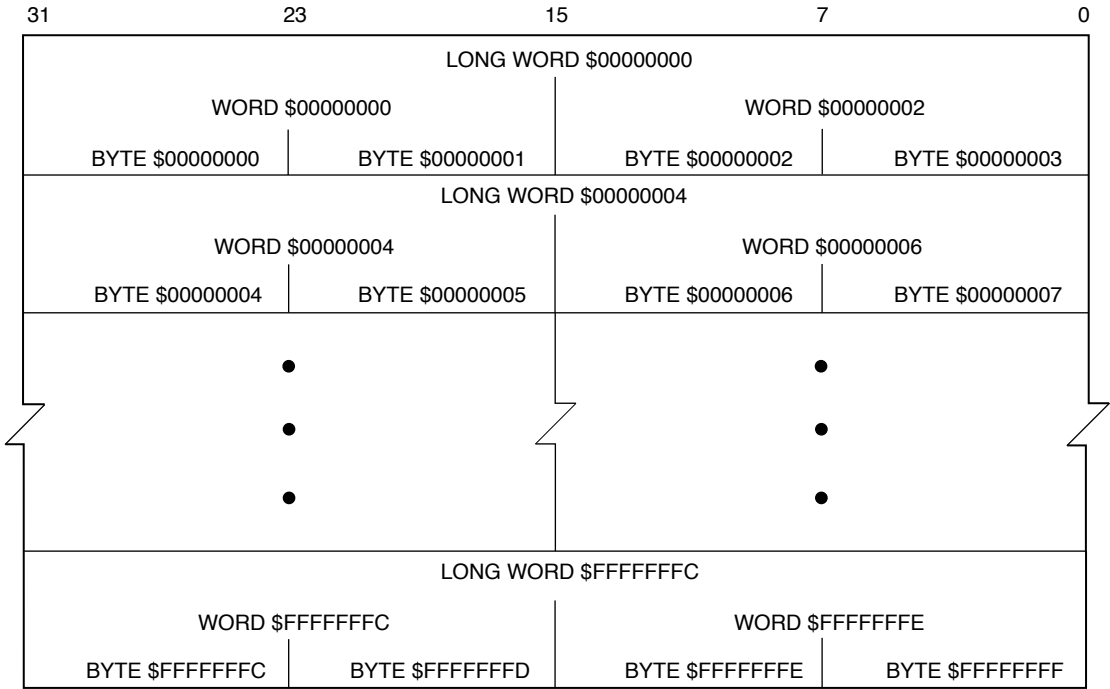 31 23 15 7 0
LONG WORD $00000000
WORD $00000000 WORD $00000002
BYTE $00000000 BYTE $00000001 BYTE $00000002 BYTE $00000003
LONG WORD $00000004
WORD $00000004 WORD $00000006
BYTE $00000004 BYTE $00000005 BYTE $00000006 BYTE $00000007
LONG WORD $FFFFFFFC
WORD $FFFFFFFC WORD $FFFFFFFE
BYTE $FFFFFFFC BYTE $FFFFFFFD BYTE $FFFFFFFE BYTE $FFFFFFFF